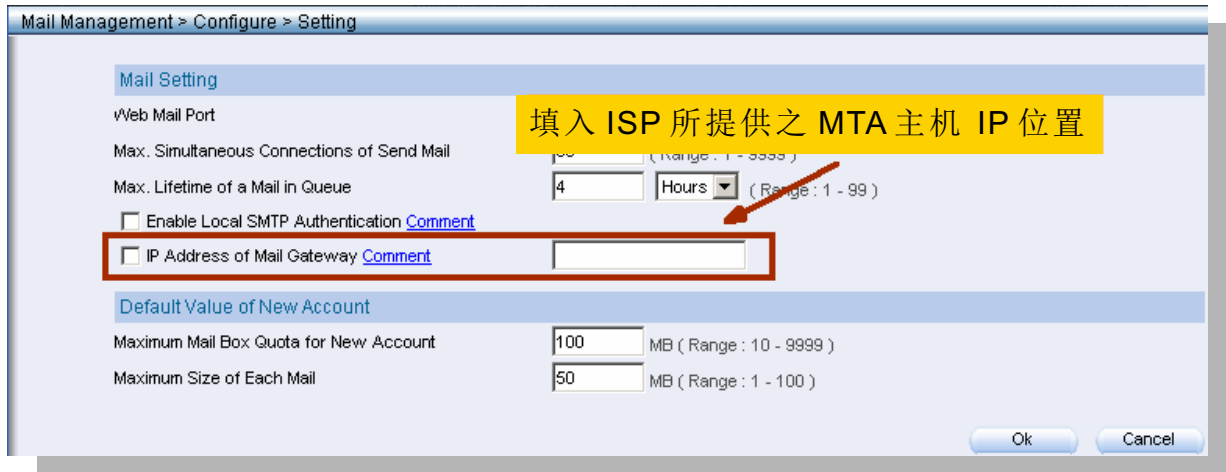 Mail Management > Configure > Setting
Mail Setting
Web Mail Port
填入 ISP 所提供之 MTA 主机 IP 位置
Max. Simultaneous Connections of Send Mail ( Range : 1 - 9999 )
Max. Lifetime of a Mail in Queue 4 Hours ( Range : 1 - 99 )
Enable Local SMTP Authentication Comment
IP Address of Mail Gateway Comment
Default Value of New Account
Maximum Mail Box Quota for New Account 100 MB ( Range : 10 - 9999 )
Maximum Size of Each Mail 50 MB ( Range : 1 - 100 )
Ok Cancel